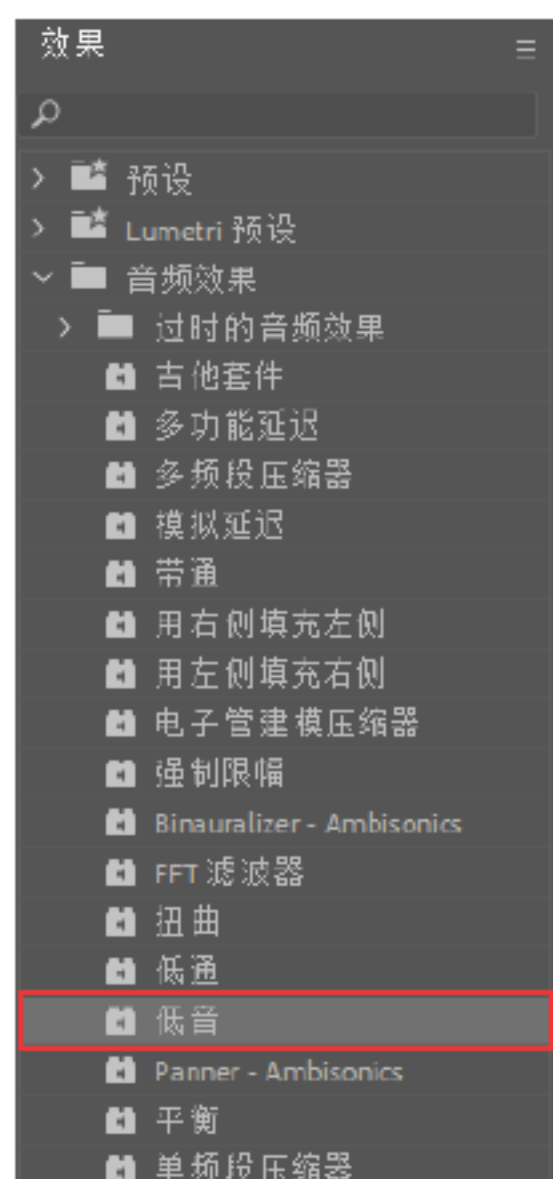 效果
预设
Lumetri 预设
音频效果
过时的音频效果
古他套件
多功能延迟
多频段压缩器
模拟延迟
带通
用右侧填充左侧
用左侧填充右侧
电子管建模压缩器
强制限幅
Binauralizer - Ambisonics
FFT 滤波器
扭曲
低通
低音
Panner - Ambisonics
平衡
单频段压缩器